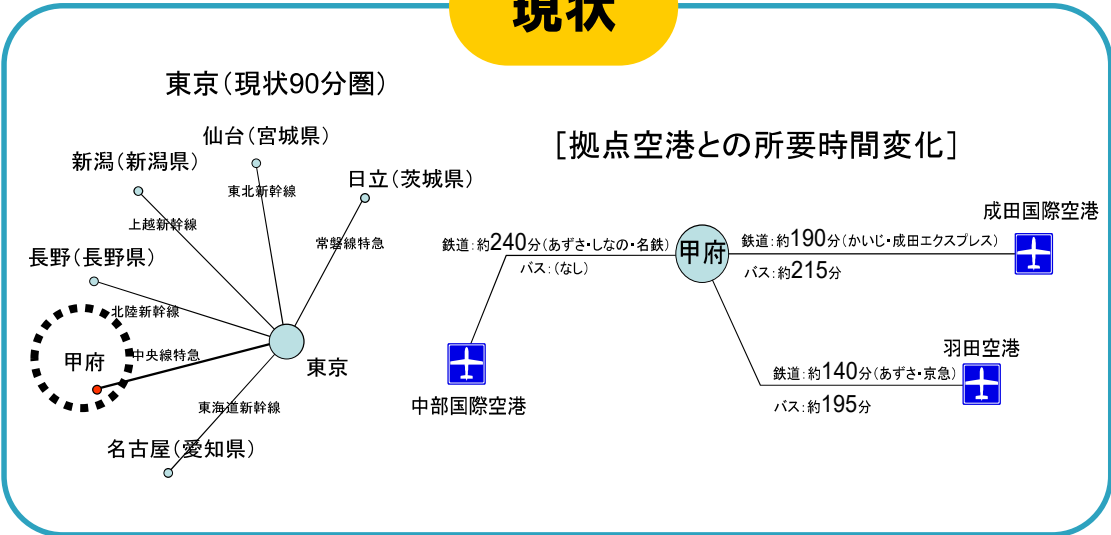 現状
東京(現状90分圏)
仙台(宮城県)
新潟(新潟県)
日立(茨城県)
東北新幹線
上越新幹線
常磐線特急
長野(長野県)
北陸新幹線
甲府
中央線特急
東京
東海道新幹線
名古屋(愛知県)
[拠点空港との所要時間変化]
成田国際空港
鉄道:約240分(あずさ・しなの・名鉄)
バス:(なし)
甲府
鉄道:約190分(かいじ・成田エクスプレス)
バス:約215分
中部国際空港
羽田空港
鉄道:約140分(あずさ・京急)
バス:約195分